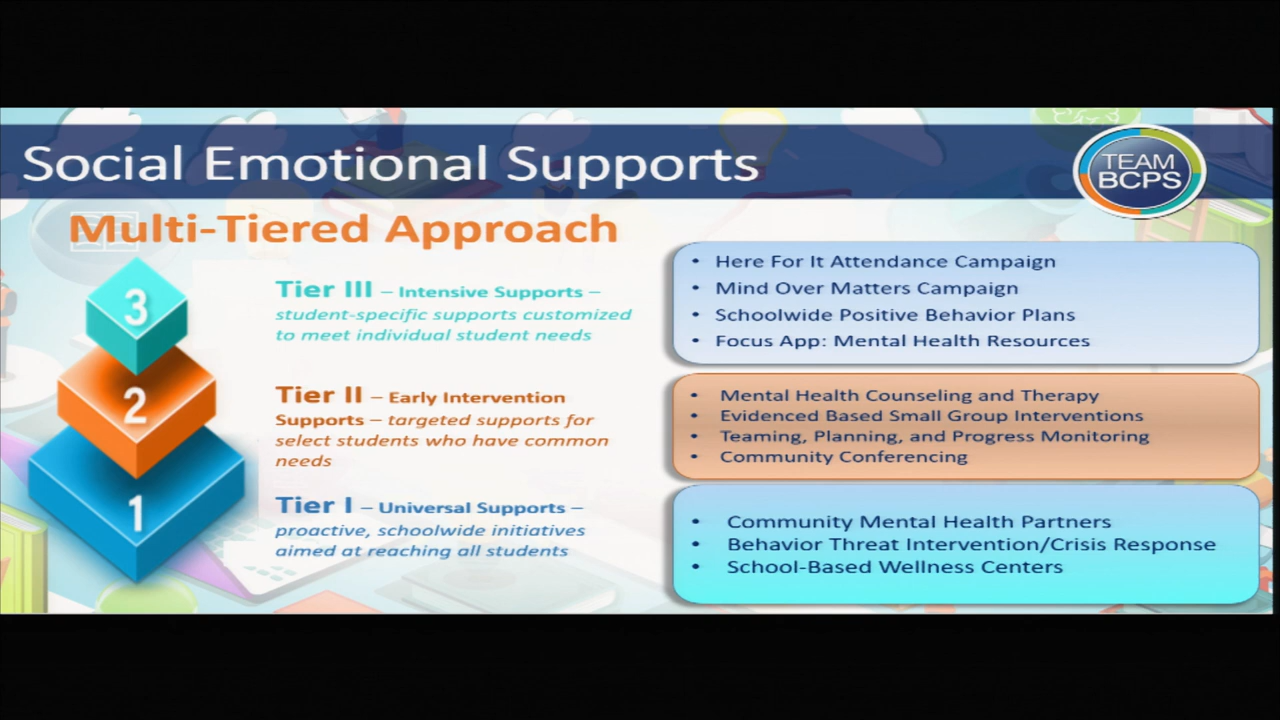 Social Emotional Supports
TEAM
BCPS
Multi-Tiered Approach
3
2
1
Tier III – Intensive Supports –
student-specific supports customized
to meet individual student needs
Tier II – Early Intervention
Supports – targeted supports for
select students who have common
needs
Tier I – Universal Supports –
proactive, schoolwide initiatives
aimed at reaching all students
• Here For It Attendance Campaign
• Mind Over Matters Campaign
• Schoolwide Positive Behavior Plans
• Focus App: Mental Health Resources
• Mental Health Counseling and Therapy
• Evidenced Based Small Group Interventions
• Teaming, Planning, and Progress Monitoring
• Community Conferencing
• Community Mental Health Partners
• Behavior Threat Intervention/Crisis Response
• School-Based Wellness Centers